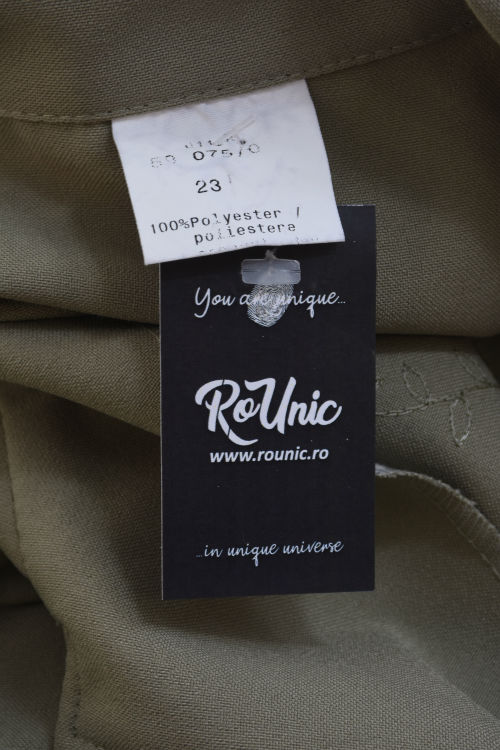 23
100%Polyester /
poliestere
You are unique...
RoUnic
www.rounic.ro
...in unique universe